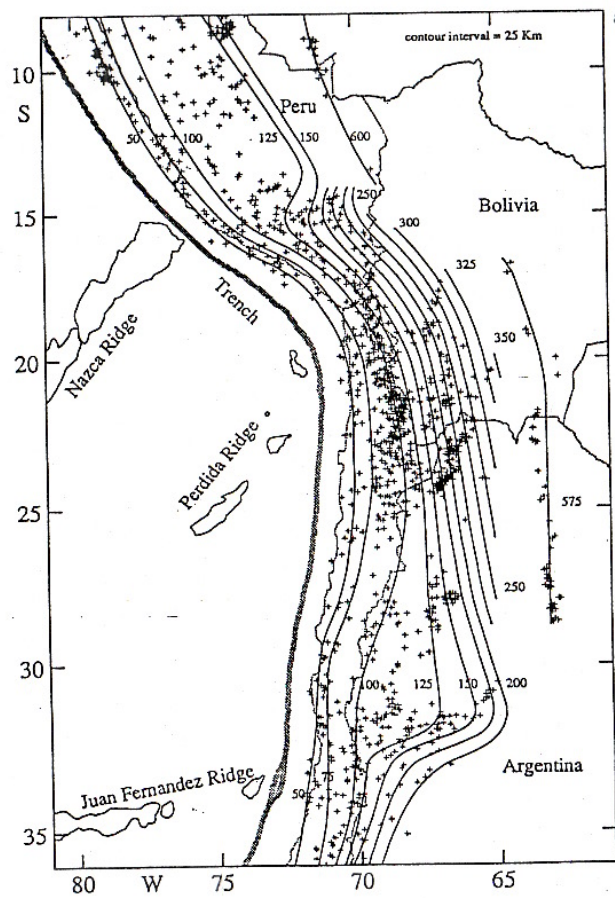 contour interval = 25 Km
10
S
Peru
50
100
125
150
600
15
250
Bolivia
300
325
Trench
350
Nazca Ridge
20
Perdida Ridge
25
575
250
30
100
125
150
200
Argentina
75
50
Juan Fernandez Ridge
35
80
W
75
70
65